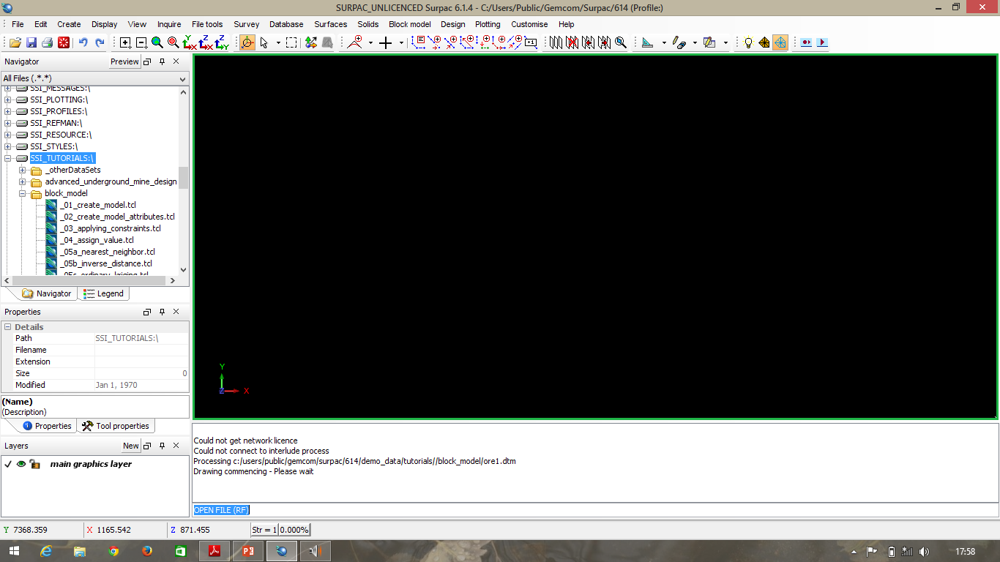 SURPAC_UNLICENCED Surpac 6.1.4 - C:/Users/Public/Gemcom/Surpac/614 (Profile:)
File Edit Create Display View Inquire File tools Survey Database Surfaces Solids Block model Design Plotting Customise Help
Navigator Preview
All Files (.*.*)
SSI_MESSAGES:\
SSI_PLOTTING:\
SSI_PROFILES:\
SSI_REFMAN:\
SSI_RESOURCE:\
SSI_STYLES:\
SSI_TUTORIALS:\
_otherDataSets
advanced_underground_mine_design
block_model
_01_create_model.tcl
_02_create_model_attributes.tcl
_03_applying_constraints.tcl
_04_assign_value.tcl
_05a_nearest_neighbor.tcl
_05b_inverse_distance.tcl
_05c_ordinary_kriging.tcl
Navigator Legend
Properties
Details
Path SSI_TUTORIALS:\
Filename
Extension
Size 0
Modified Jan 1, 1970
(Name)
(Description)
Properties Tool properties
Layers New
main graphics layer
Y
Z X
Could not get network licence
Could not connect to interlude process
Processing c:/users/public/gemcom/surpac/614/demo_data/tutorials//block_model/ore1.dtm
Drawing commencing - Please wait
OPEN FILE (RF)
Y 7368.359 X 1165.542 Z 871.455 Str = 1 0.000%
17:58